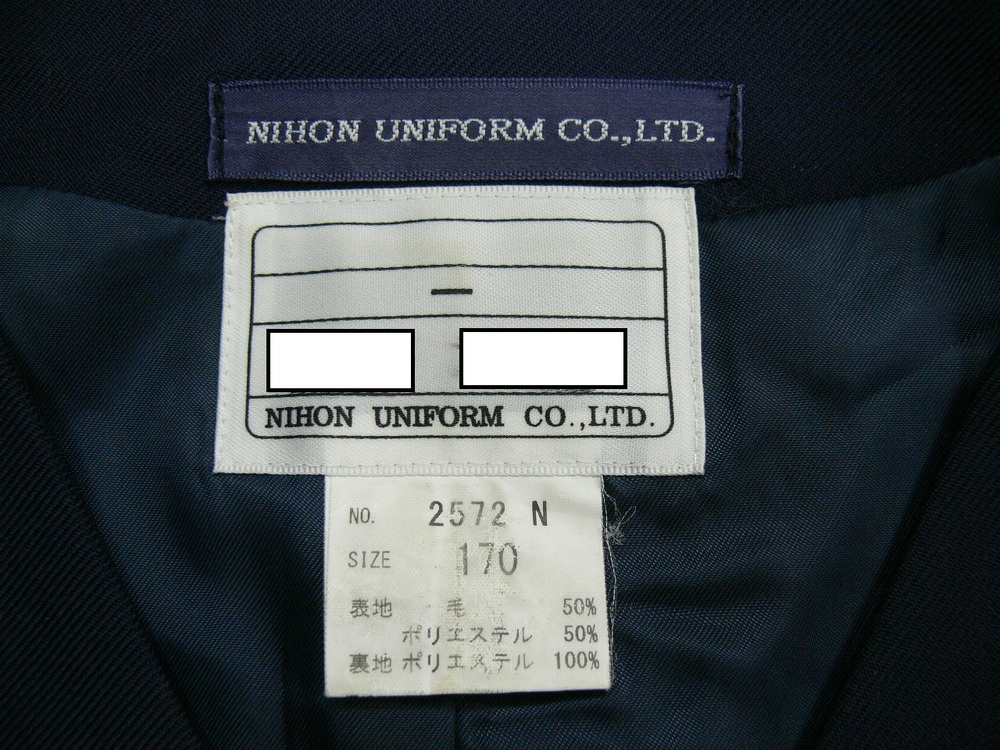 NIHON UNIFORM CO.,LTD.
NIHON UNIFORM CO.,LTD.
NO. 2572 N
SIZE 170
表地 毛 50%
ポリエステル 50%
裏地 ポリエステル 100%